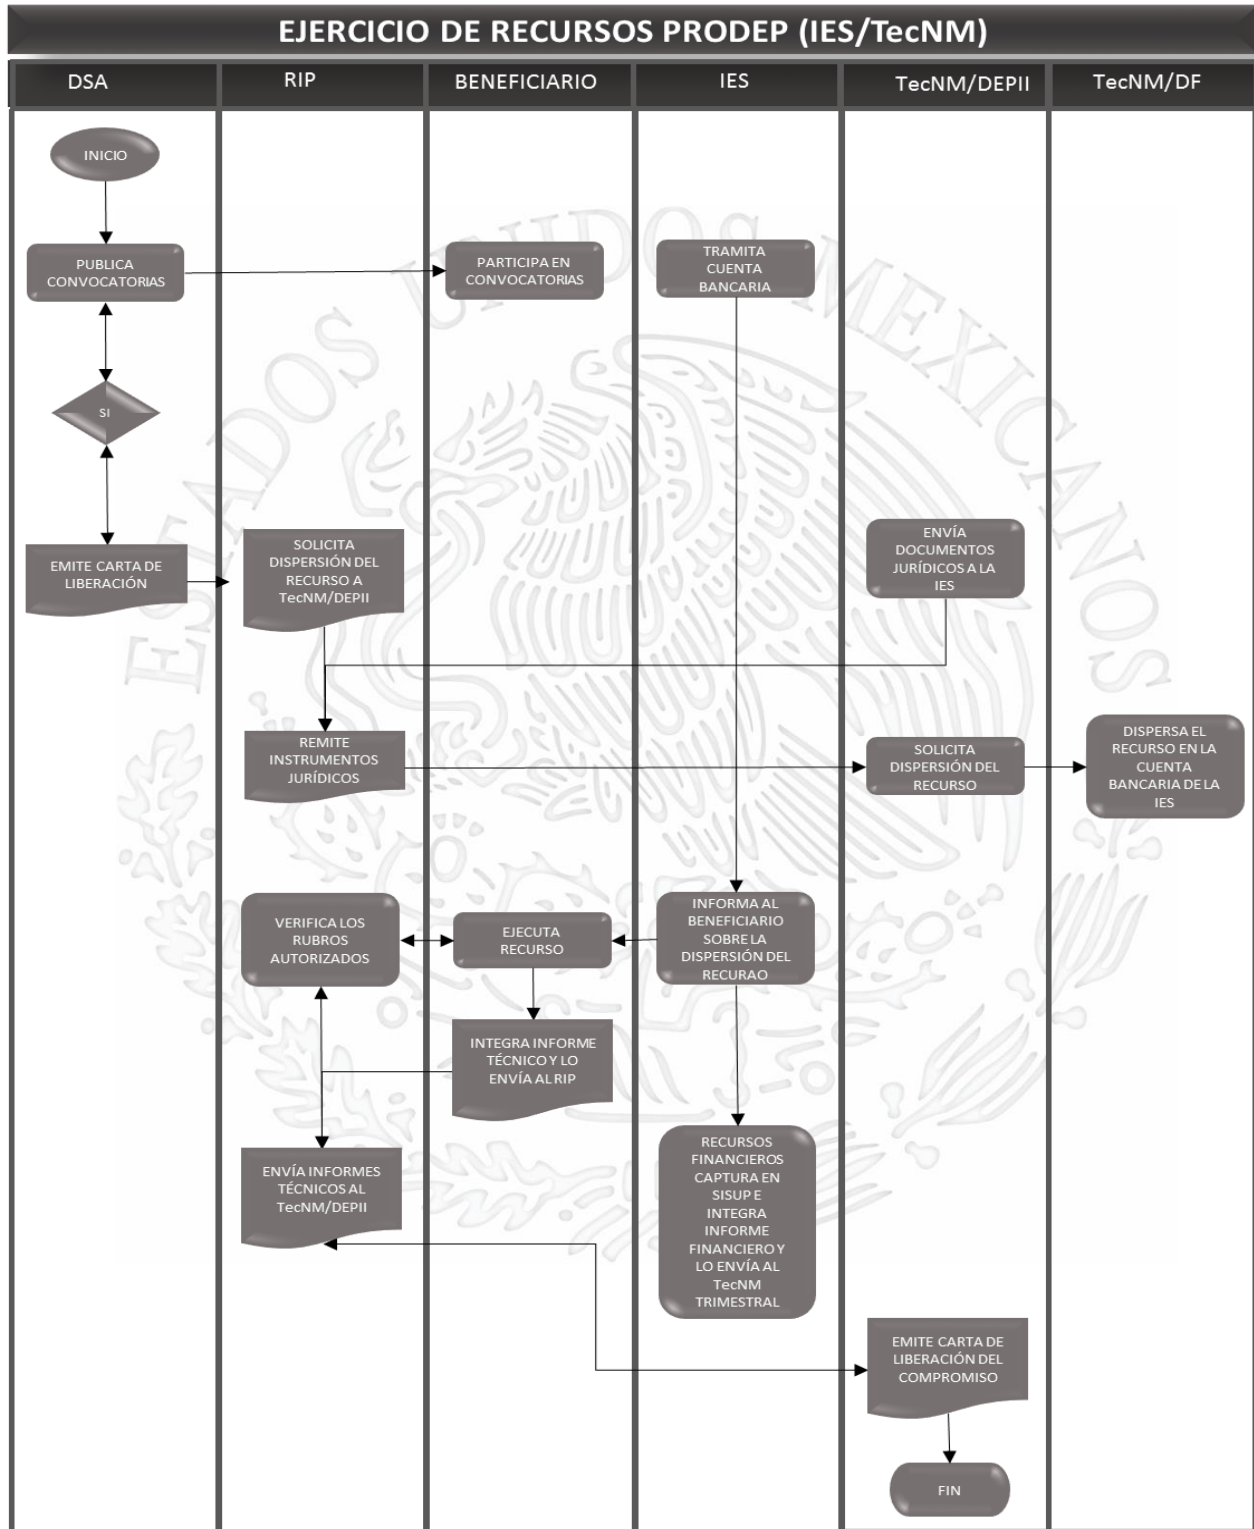 EJERCICIO DE RECURSOS PRODEP (IES/TecNM)
DSA
RIP
BENEFICIARIO
IES
TecNM/DEPII
TecNM/DF
INICIO
PUBLICA
CONVOCATORIAS
PARTICIPA EN
CONVOCATORIAS
TRAMITA
CUENTA
BANCARIA
SI
EMITE CARTA DE
LIBERACIÓN
SOLICITA
DISPERSIÓN DEL
RECURSO A
TecNM/DEPII
ENVÍA
DOCUMENTOS
JURÍDICOS A LA
IES
REMITE
INSTRUMENTOS
JURÍDICOS
SOLICITA
DISPERSIÓN DEL
RECURSO
DISPERSA EL
RECURSO EN LA
CUENTA
BANCARIA DE LA
IES
VERIFICA LOS
RUBROS
AUTORIZADOS
EJECUTA
RECURSO
INFORMA AL
BENEFICIARIO
SOBRE LA
DISPERSIÓN DEL
RECURAO
INTEGRA INFORME
TÉCNICO Y LO
ENVÍA AL RIP
ENVÍA INFORMES
TÉCNICOS AL
TecNM/DEPII
RECURSOS
FINANCIEROS
CAPTURA EN
SISUP E
INTEGRA
INFORME
FINANCIERO Y
LO ENVÍA AL
TecNM
TRIMESTRAL
EMITE CARTA DE
LIBERACIÓN DEL
COMPROMISO
FIN
ESTADOS UNIDOS MEXICANOS